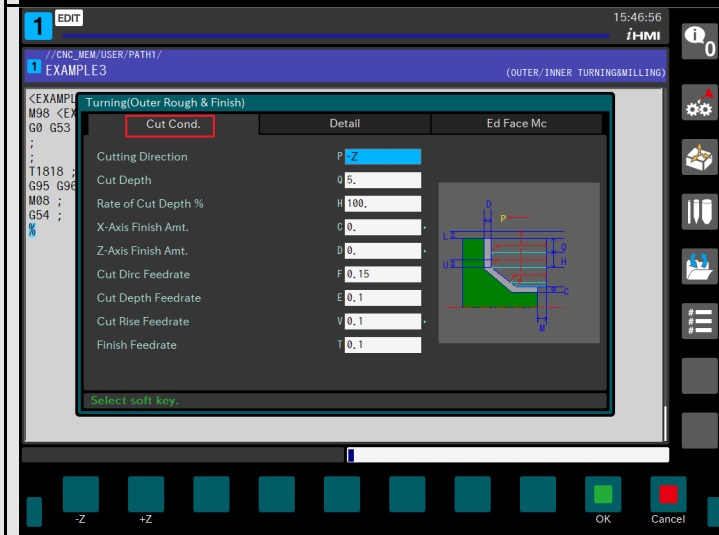 1 EDIT 15:46:56
iHMI
0
//CNC_MEM/USER/PATH1/
1 EXAMPLE3 (OUTER/INNER TURNING&MILLING)
<EXAMPL
M98 <EX
G0 G53
;
;
T1818 ;
G95 G96
M08 ;
G54 ;
%
Turning(Outer Rough & Finish)
Cut Cond. Detail Ed Face Mc
Cutting Direction P -Z
Cut Depth Q 5.
Rate of Cut Depth % H 100.
X-Axis Finish Amt. C 0.
Z-Axis Finish Amt. D 0.
Cut Dirc Feedrate F 0.15
Cut Depth Feedrate E 0.1
Cut Rise Feedrate V 0.1
Finish Feedrate T 0.1
D
P
L
Q
U
H
C
M
Select soft key.
-Z +Z OK Cancel